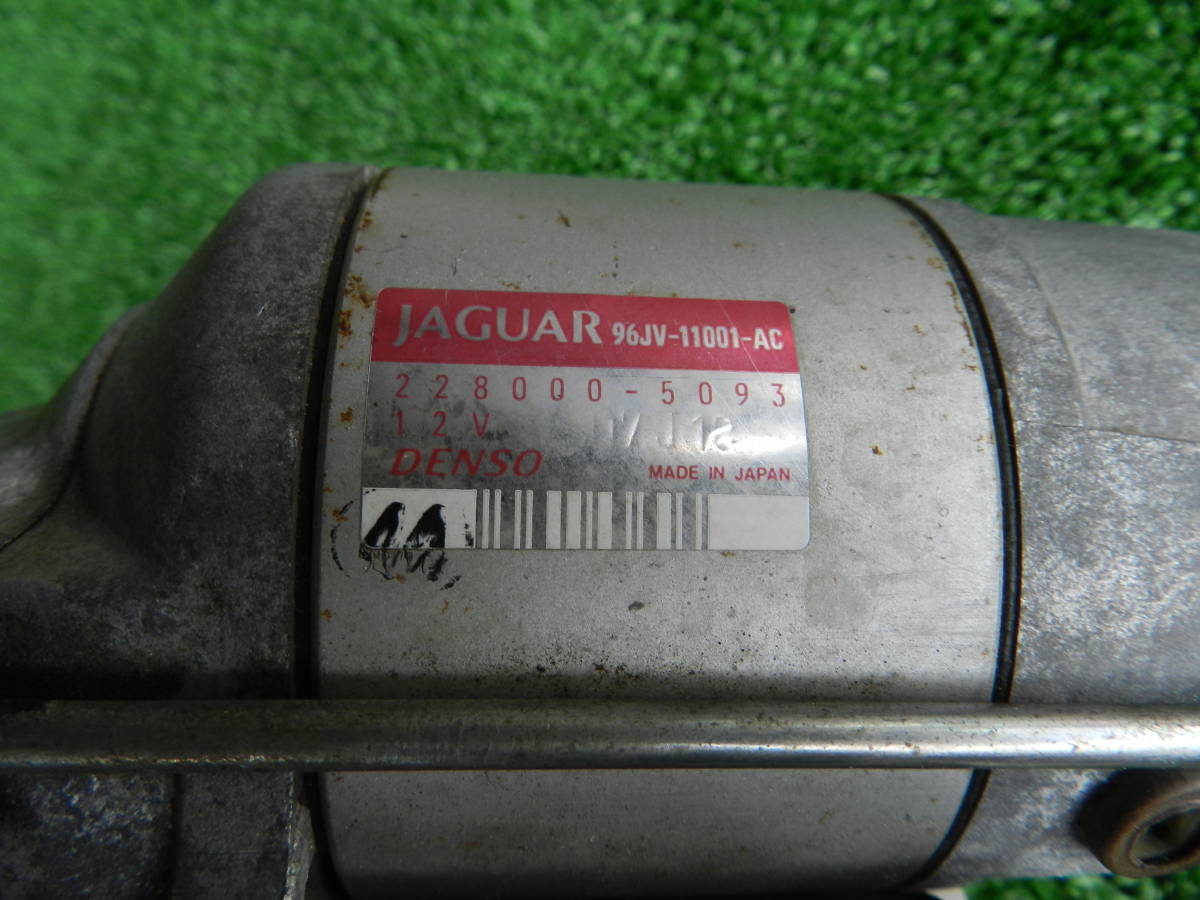 JAGUAR 96JV-11001-AC
228000-5093
12V
DENSO MADE IN JAPAN